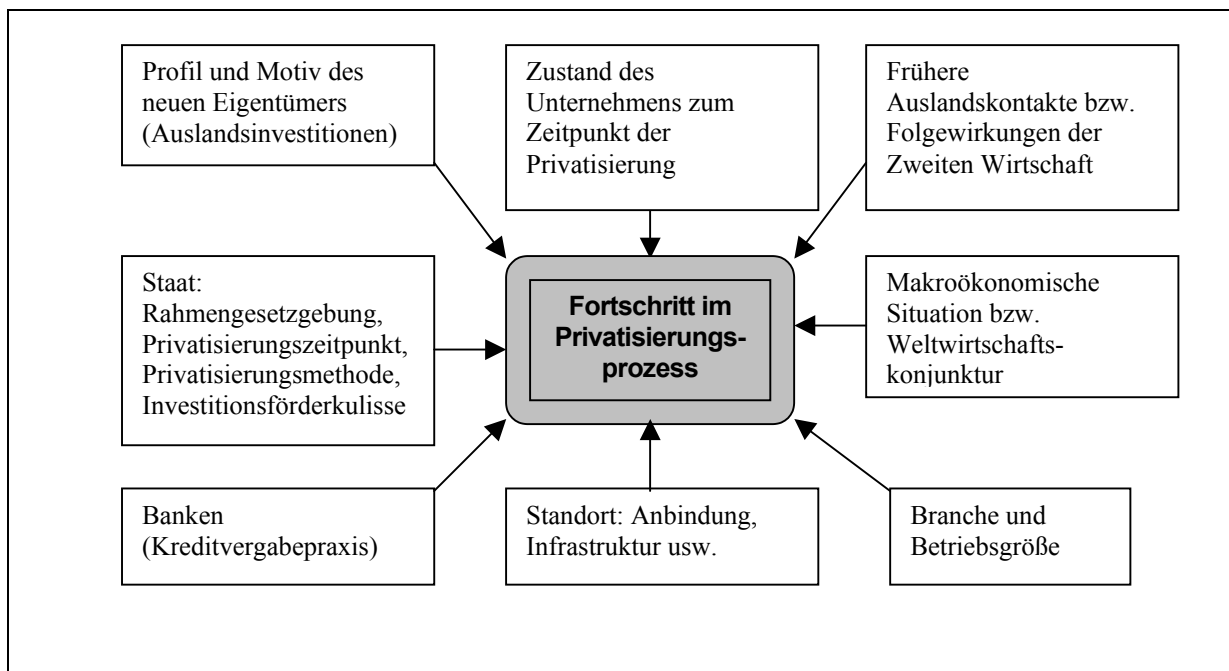 Profil und Motiv des
neuen Eigentümers
(Auslandsinvestitionen)
Zustand des
Unternehmens zum
Zeitpunkt der
Privatisierung
Frühere
Auslandskontakte bzw.
Folgewirkungen der
Zweiten Wirtschaft
Staat:
Rahmengesetzgebung,
Privatisierungszeitpunkt,
Privatisierungsmethode,
Investitionsförderkulisse
Fortschritt im
Privatisierungs-
prozess
Makroökonomische
Situation bzw.
Weltwirtschafts-
konjunktur
Banken
(Kreditvergabepraxis)
Standort: Anbindung,
Infrastruktur usw.
Branche und
Betriebsgröße